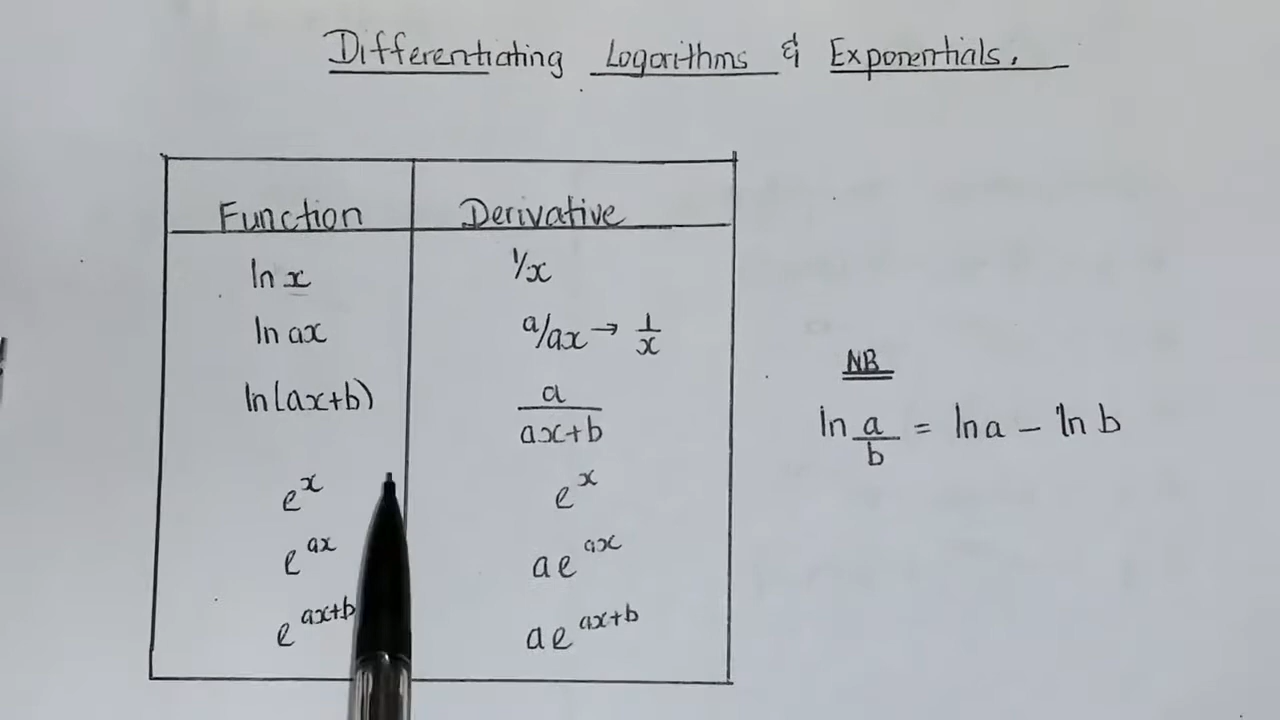 Differentiating Logarithms & Exponentials.
Function Derivative
ln x 1/x
ln ax a/ax → 1/x
ln(ax+b) a/(ax+b)
NB
ln a/b = ln a - ln b
e^x e^x
e^ax ae^ax
e^ax+b ae^ax+b